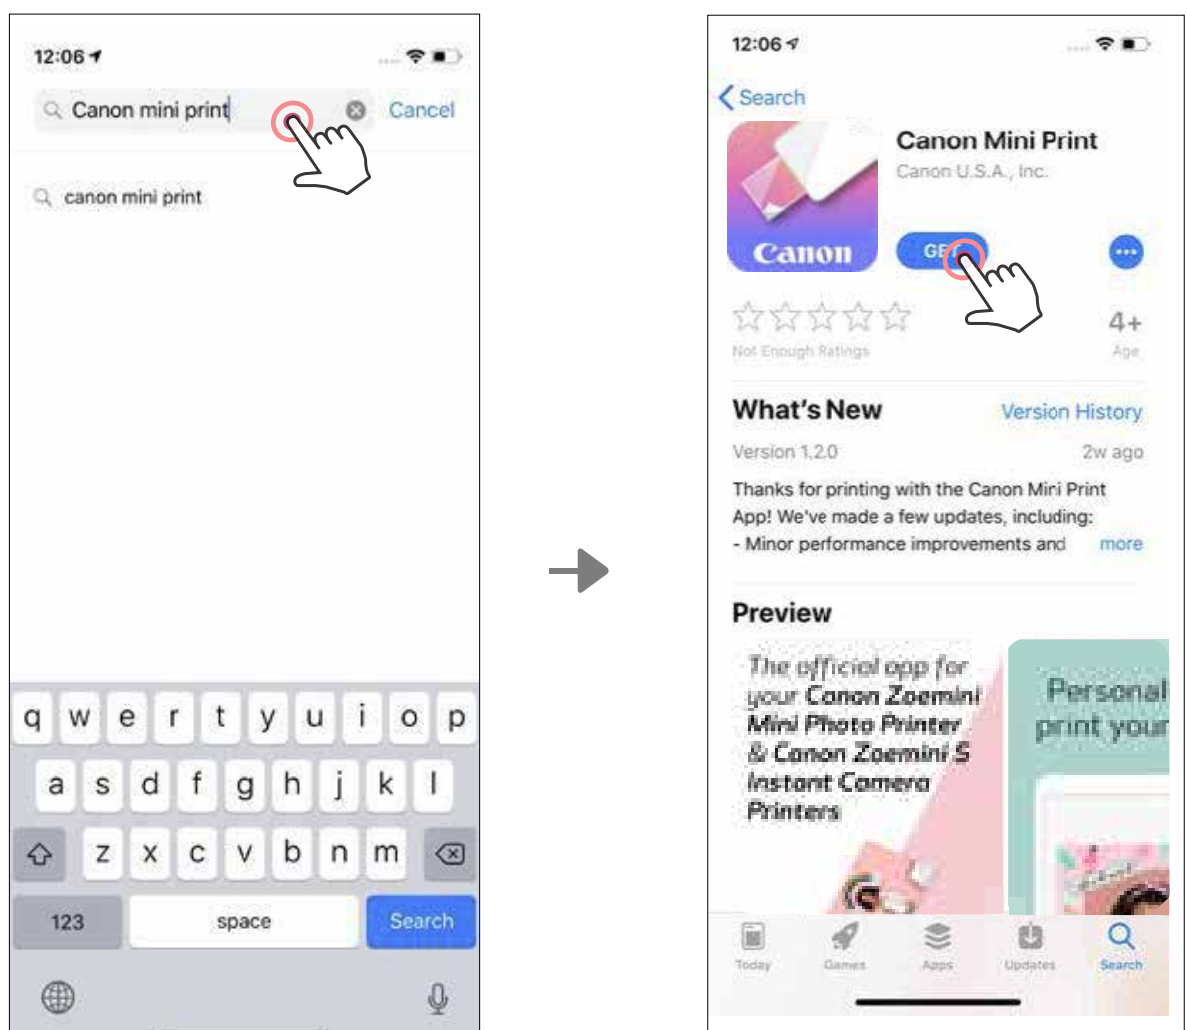 12:06
Canon mini print
Cancel
canon mini print
q w e r t y u i o p
a s d f g h j k l
z x c v b n m
123
space
Search
12:06
Search
Canon Mini Print
Canon U.S.A., Inc.
Canon
GET
4+
Not Enough Ratings
Age
What's New
Version History
Version 1.2.0
2w ago
Thanks for printing with the Canon Mini Print
App! We've made a few updates, including:
- Minor performance improvements and
more
Preview
The official app for
your Canon Zoemini
Mini Photo Printer
& Canon Zoemini S
Instant Camera
Printers
Personal
print your
Today
Games
Apps
Updates
Search